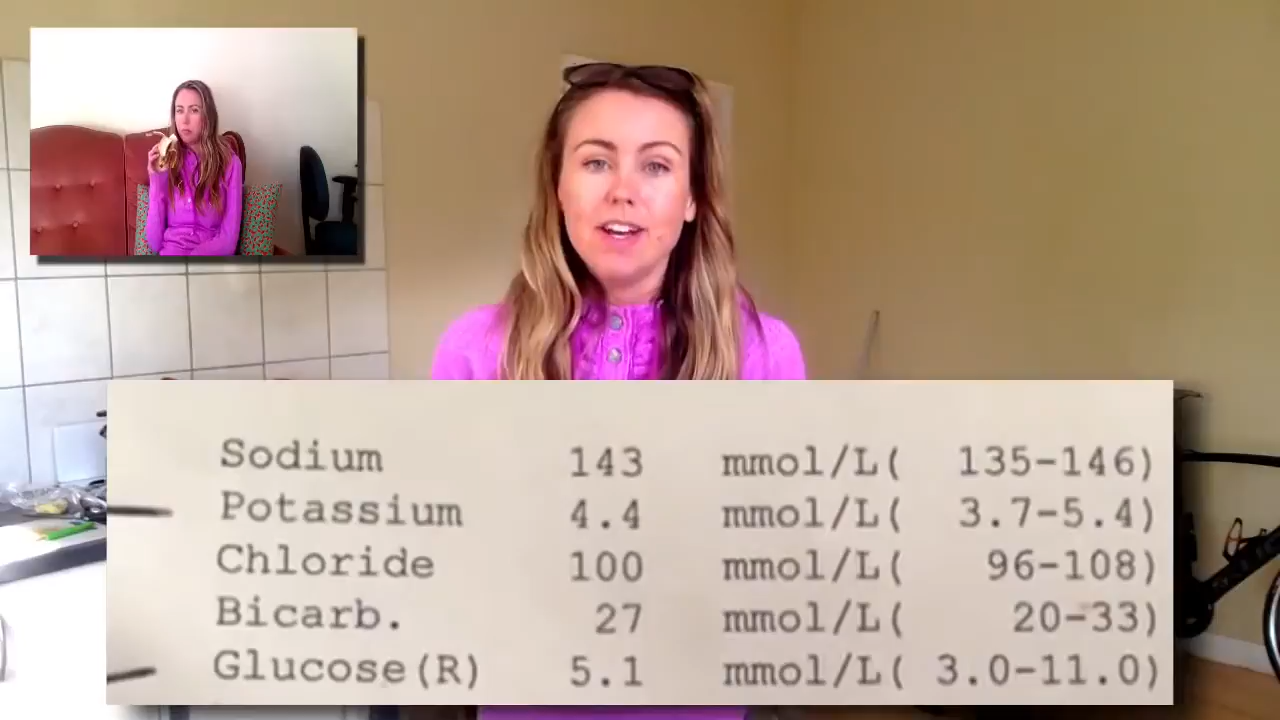 Sodium 143 mmol/L( 135-146)
Potassium 4.4 mmol/L( 3.7-5.4)
Chloride 100 mmol/L( 96-108)
Bicarb. 27 mmol/L( 20-33)
Glucose(R) 5.1 mmol/L( 3.0-11.0)